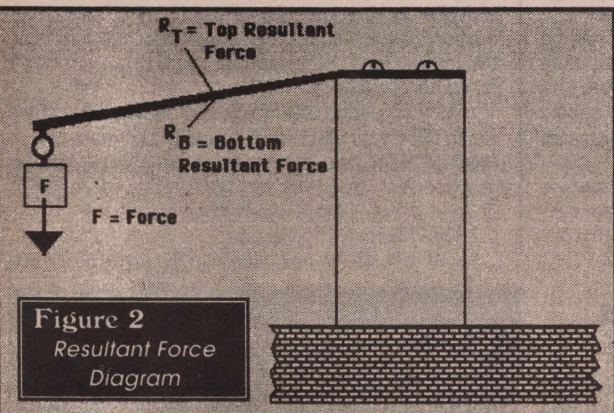 R_T = Top Resultant
Force
R_B = Bottom
Resultant Force
F
F = Force
Figure 2
Resultant Force
Diagram